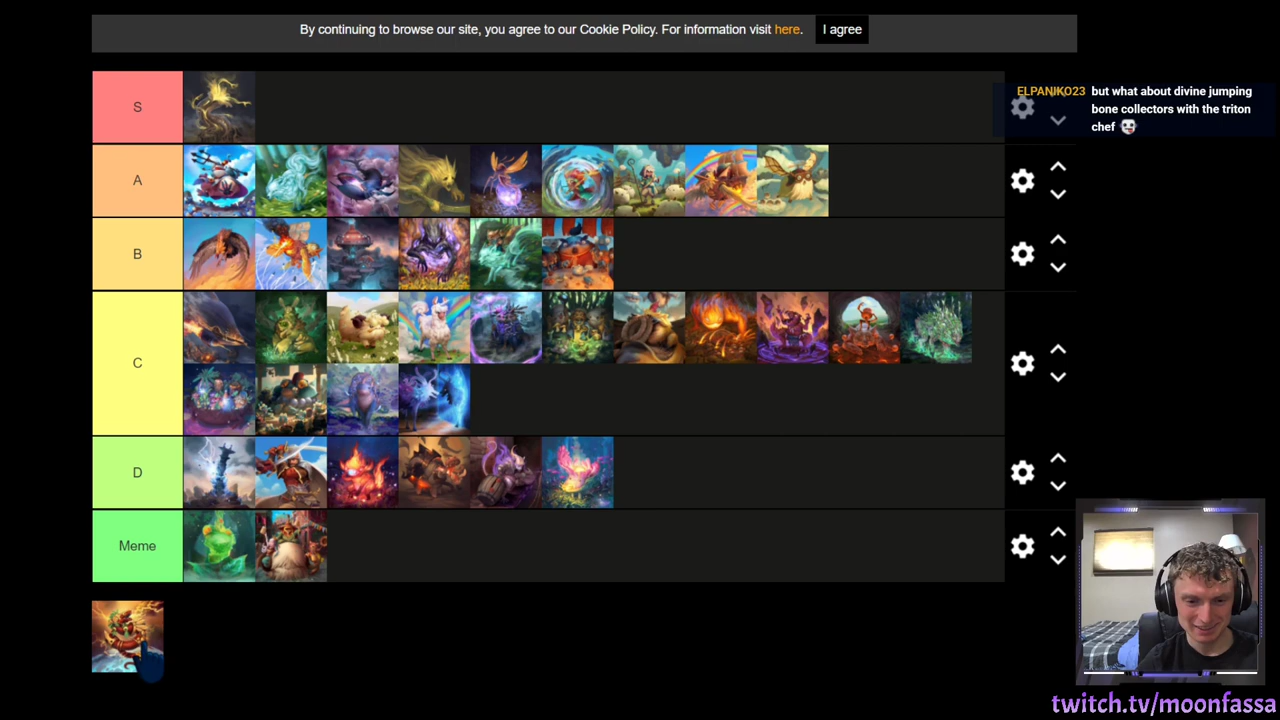 By continuing to browse our site, you agree to our Cookie Policy. For information visit here. I agree
S
ELPANIKO23 but what about divine jumping
bone collectors with the triton
chef
A
B
C
D
Meme
twitch.tv/moonfassa